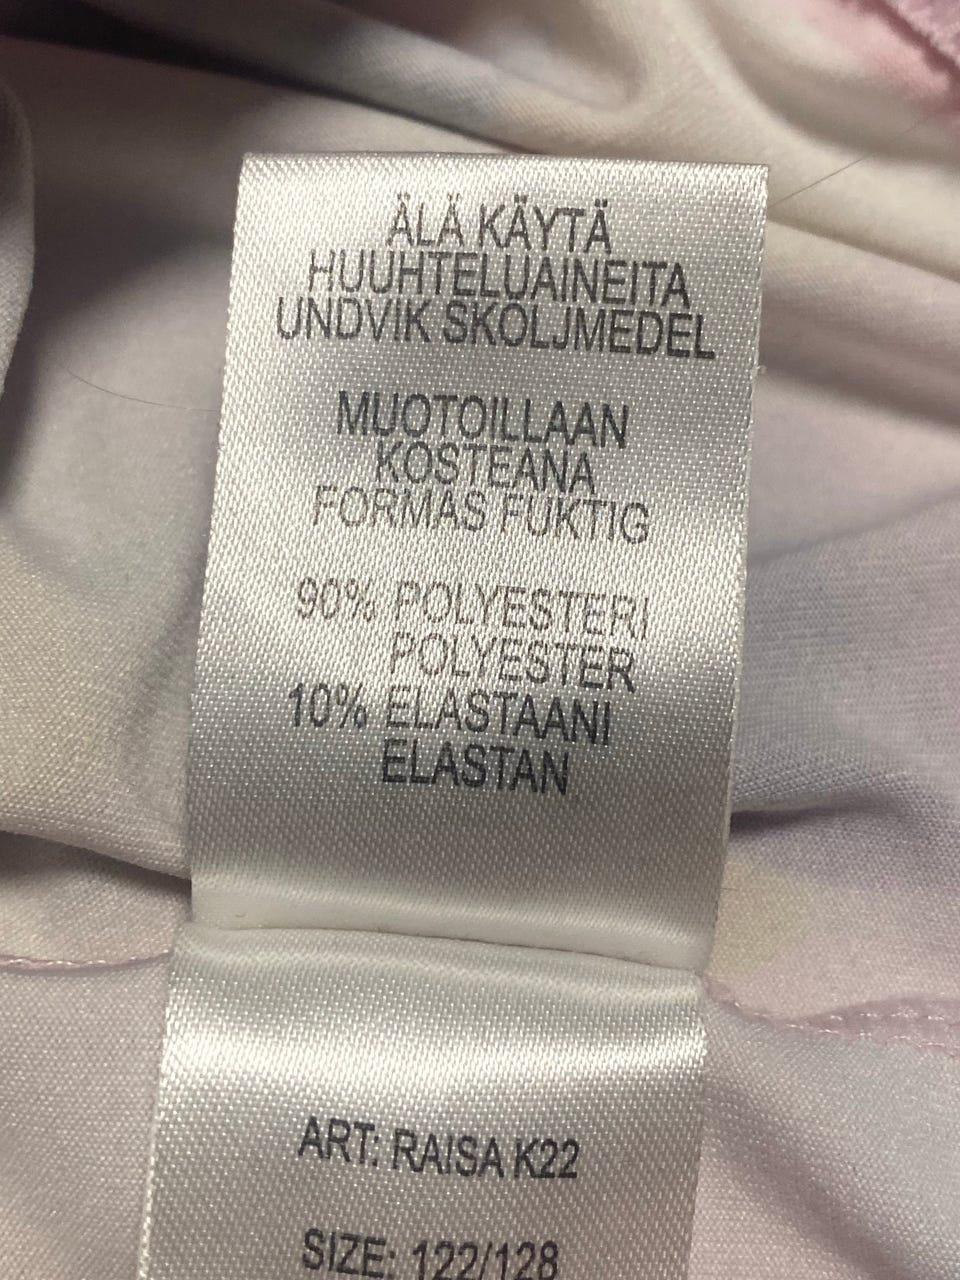 ÄLÄ KÄYTÄ
HUUHTELUAINEITA
UNDVIK SKÖLJMEDEL
MUOTOILLAAN
KOSTEANA
FORMAS FUKTIG
90% POLYESTERI
POLYESTER
10% ELASTAANI
ELASTAN
ART: RAISA K22
SIZE: 122/128